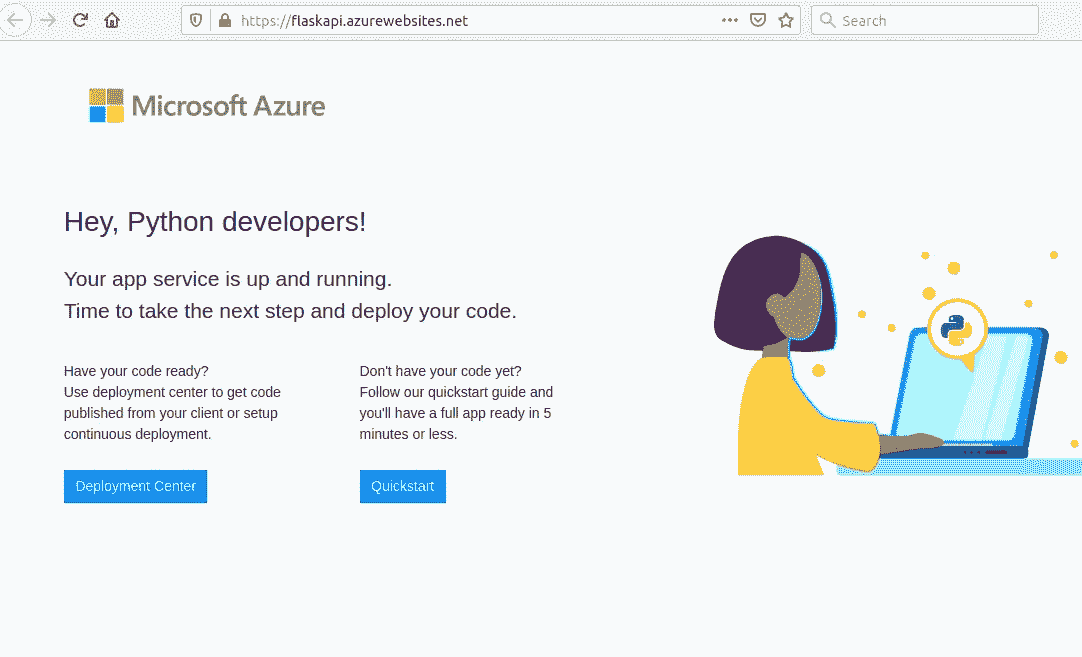 https://flaskapi.azurewebsites.net
Search
Microsoft Azure
Hey, Python developers!
Your app service is up and running.
Time to take the next step and deploy your code.
Have your code ready?
Use deployment center to get code
published from your client or setup
continuous deployment.
Deployment Center
Don't have your code yet?
Follow our quickstart guide and
you'll have a full app ready in 5
minutes or less.
Quickstart